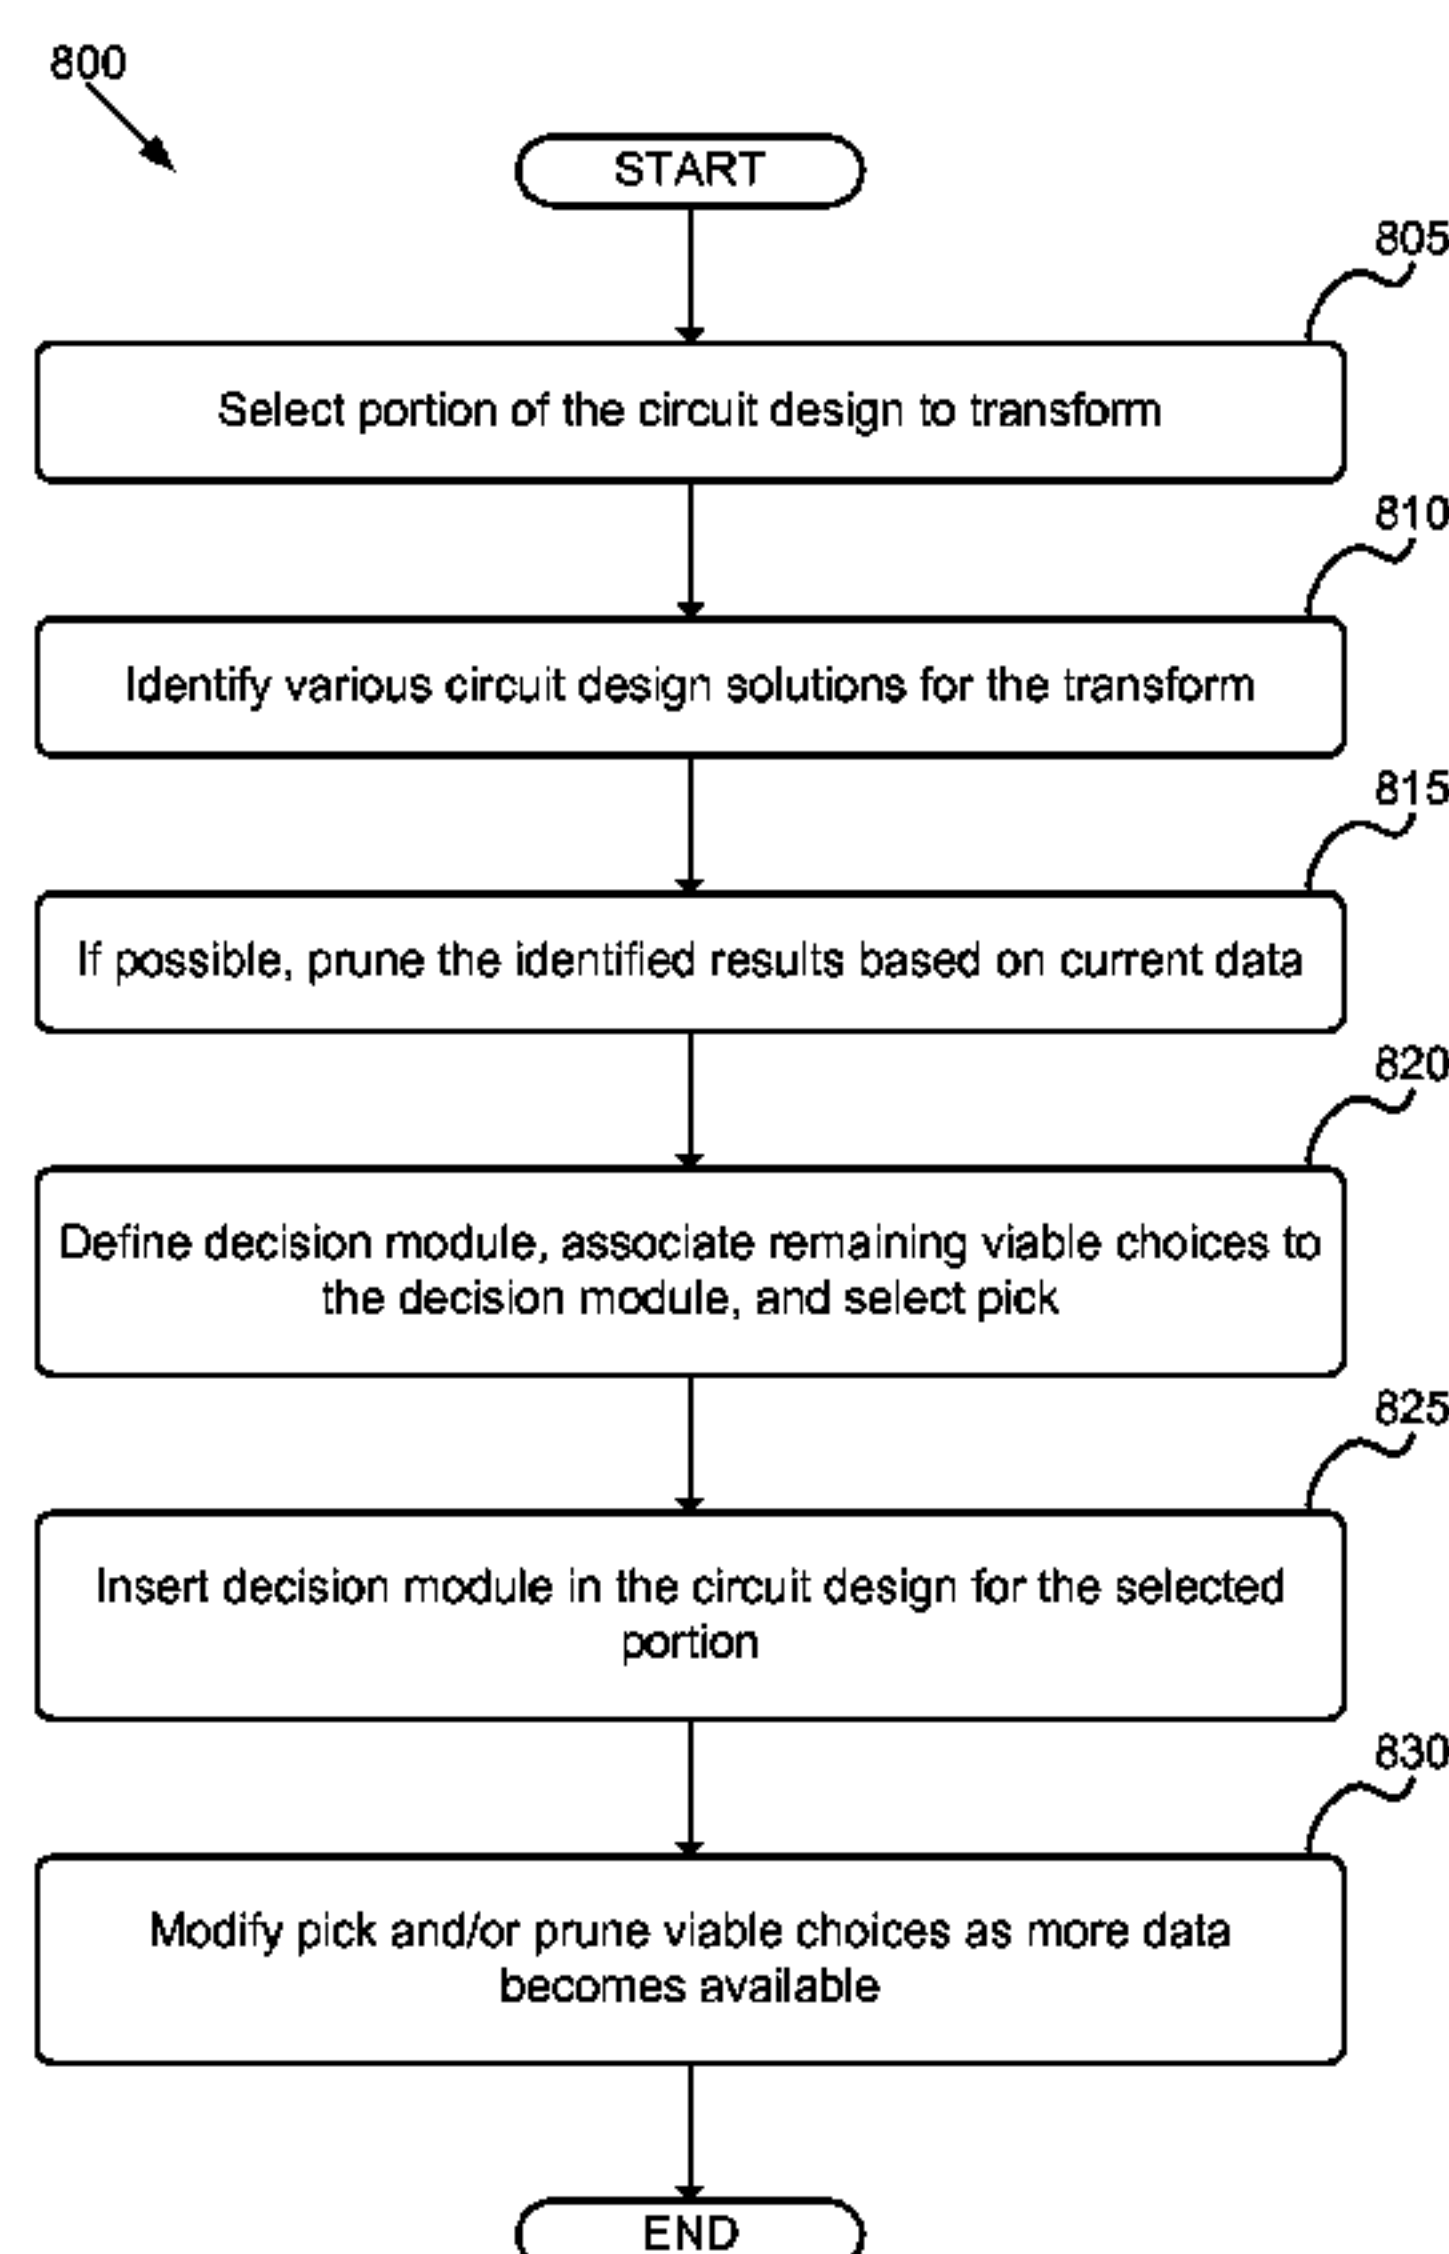 800
START
805
Select portion of the circuit design to transform
810
Identify various circuit design solutions for the transform
815
If possible, prune the identified results based on current data
820
Define decision module, associate remaining viable choices to
the decision module, and select pick
825
Insert decision module in the circuit design for the selected
portion
830
Modify pick and/or prune viable choices as more data
becomes available
END